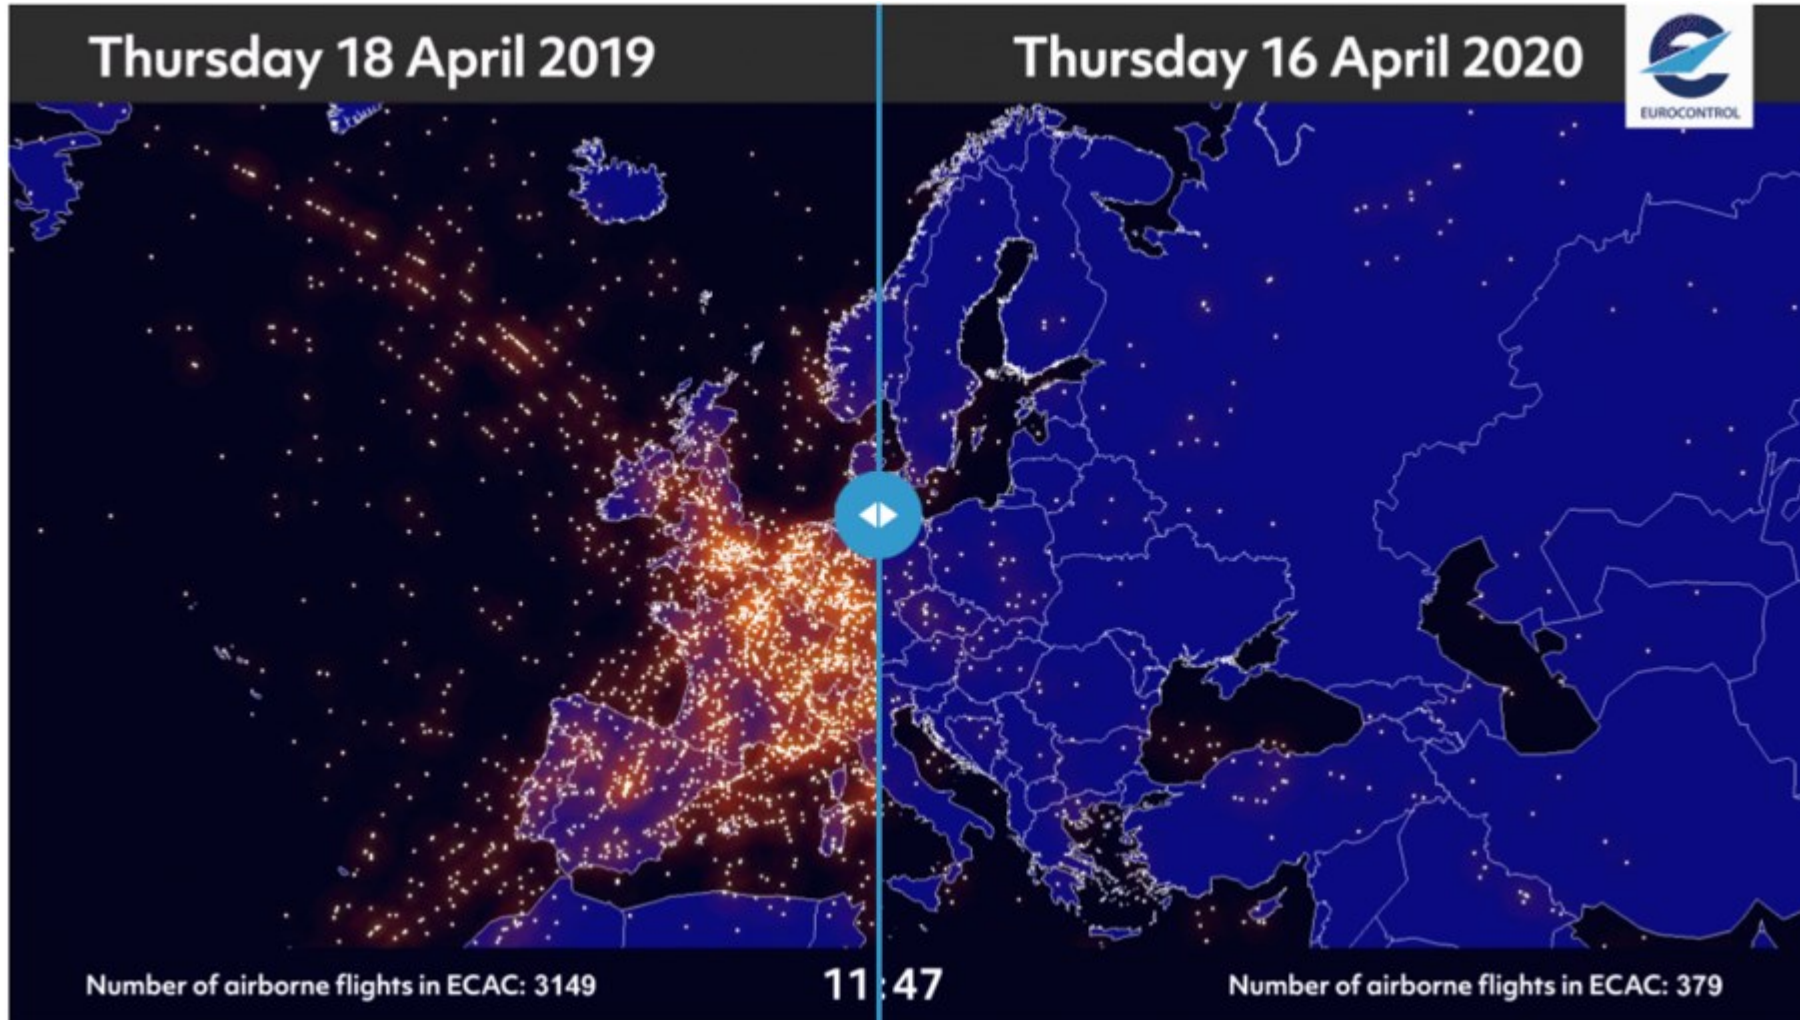 Thursday 18 April 2019
Thursday 16 April 2020
EUROCONTROL
Number of airborne flights in ECAC: 3149
11:47
Number of airborne flights in ECAC: 379